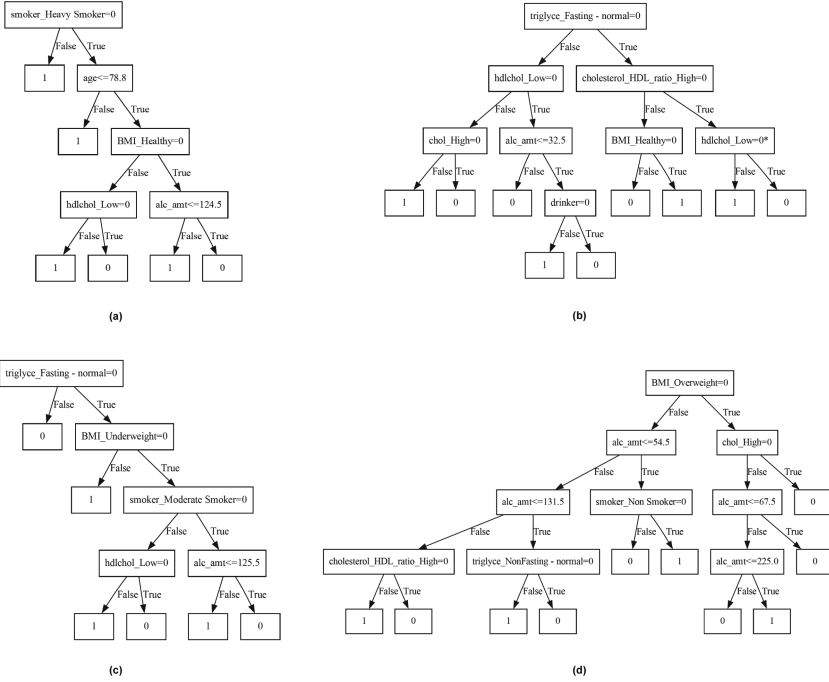 smoker_Heavy Smoker=0
False True
1 age<=78.8
False True
1 BMI_Healthy=0
False True
hdlchol_Low=0 alc_amt<=124.5
False True False True
1 0 1 0
(a)
triglyce_Fasting - normal=0
False True
hdlchol_Low=0 cholesterol_HDL_ratio_High=0
False True False True
chol_High=0 alc_amt<=32.5 BMI_Healthy=0 hdlchol_Low=0*
False True False True False True False True
1 0 0 drinker=0 0 1 1 0
False True
1 0
(b)
triglyce_Fasting - normal=0
False True
0 BMI_Underweight=0
False True
1 smoker_Moderate Smoker=0
False True
hdlchol_Low=0 alc_amt<=125.5
False True False True
1 0 1 0
(c)
BMI_Overweight=0
False True
alc_amt<=54.5 chol_High=0
False True False True
alc_amt<=131.5 smoker_Non Smoker=0 alc_amt<=67.5 0
False True False True False True
cholesterol_HDL_ratio_High=0 triglyce_NonFasting - normal=0 0 1 alc_amt<=225.0 0
False True False True False True
1 0 1 0 0 1
(d)